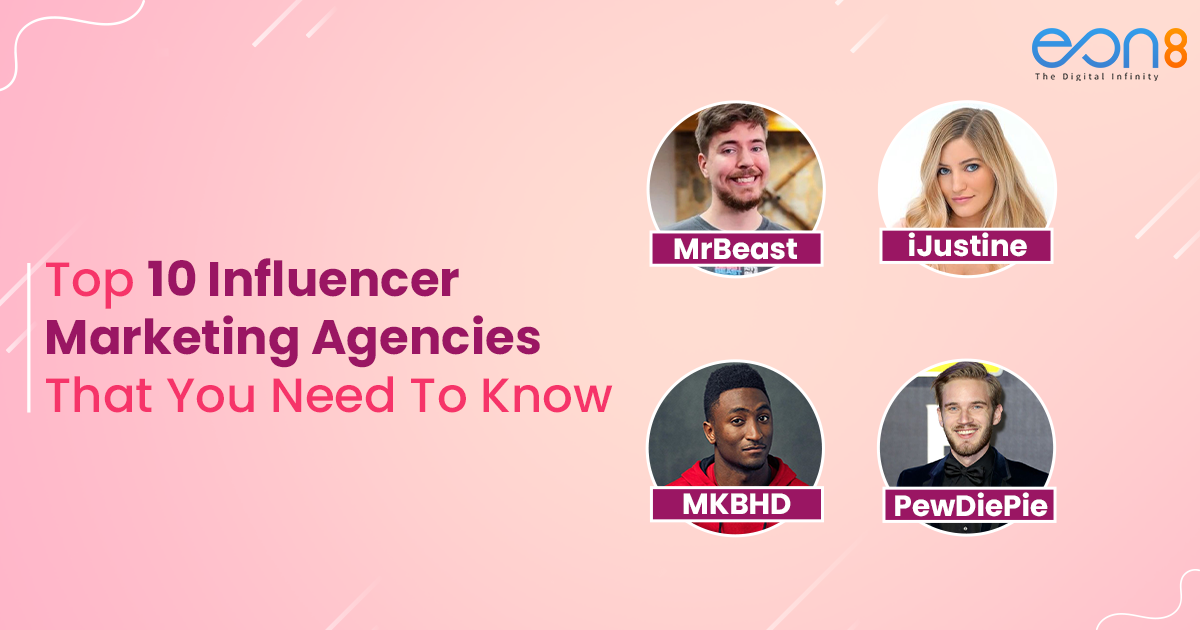 eon8
The Digital Infinity
MrBeast
iJustine
Top 10 Influencer
Marketing Agencies
That You Need To Know
MKBHD
PewDiePie